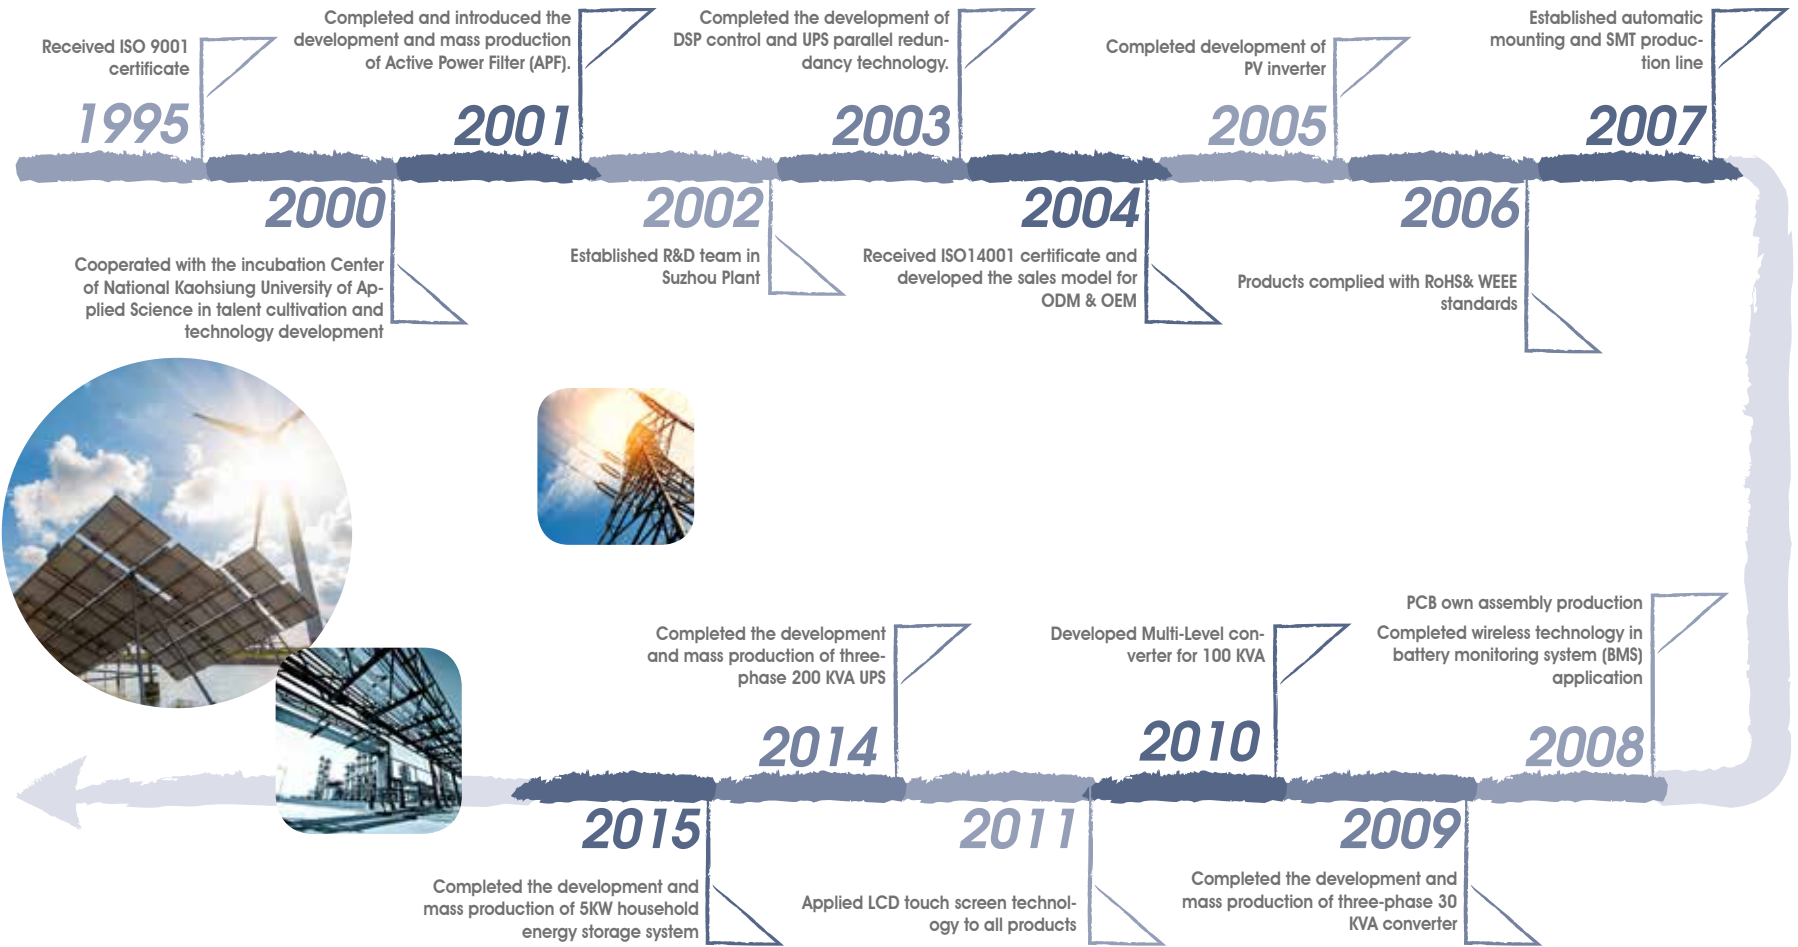 Received ISO 9001
certificate
1995
Cooperated with the incubation Center
of National Kaohsiung University of Ap-
plied Science in talent cultivation and
technology development
2000
Completed and introduced the
development and mass production
of Active Power Filter (APF).
2001
2002
Established R&D team in
Suzhou Plant
Completed the development of
DSP control and UPS parallel redun-
dancy technology.
2003
2004
Received ISO14001 certificate and
developed the sales model for
ODM & OEM
Completed development of
PV inverter
2005
2006
Products complied with RoHS& WEEE
standards
Established automatic
mounting and SMT produc-
tion line
2007
PCB own assembly production
Completed wireless technology in
battery monitoring system (BMS)
application
2008
2009
Completed the development and
mass production of three-phase 30
KVA converter
Developed Multi-Level con-
verter for 100 KVA
2010
2011
Applied LCD touch screen technol-
ogy to all products
Completed the development
and mass production of three-
phase 200 KVA UPS
2014
2015
Completed the development and
mass production of 5KW household
energy storage system